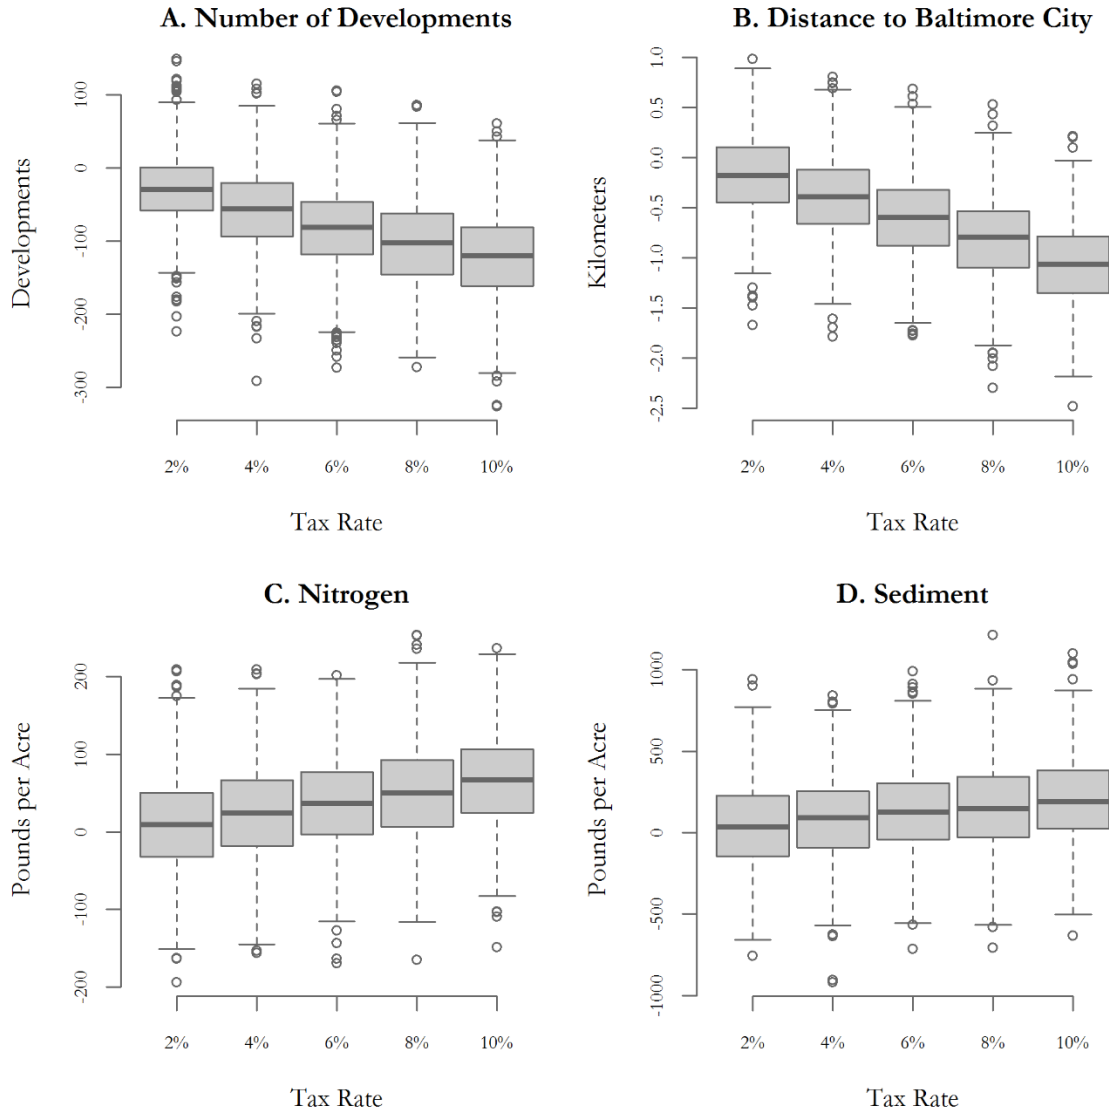 A. Number of Developments
Developments
100
0
-100
-200
-300
2% 4% 6% 8% 10%
Tax Rate
B. Distance to Baltimore City
Kilometers
1.0
0.5
0.0
-0.5
-1.0
-1.5
-2.0
-2.5
2% 4% 6% 8% 10%
Tax Rate
C. Nitrogen
Pounds per Acre
200
100
0
-100
-200
2% 4% 6% 8% 10%
Tax Rate
D. Sediment
Pounds per Acre
1000
500
0
-500
-1000
2% 4% 6% 8% 10%
Tax Rate